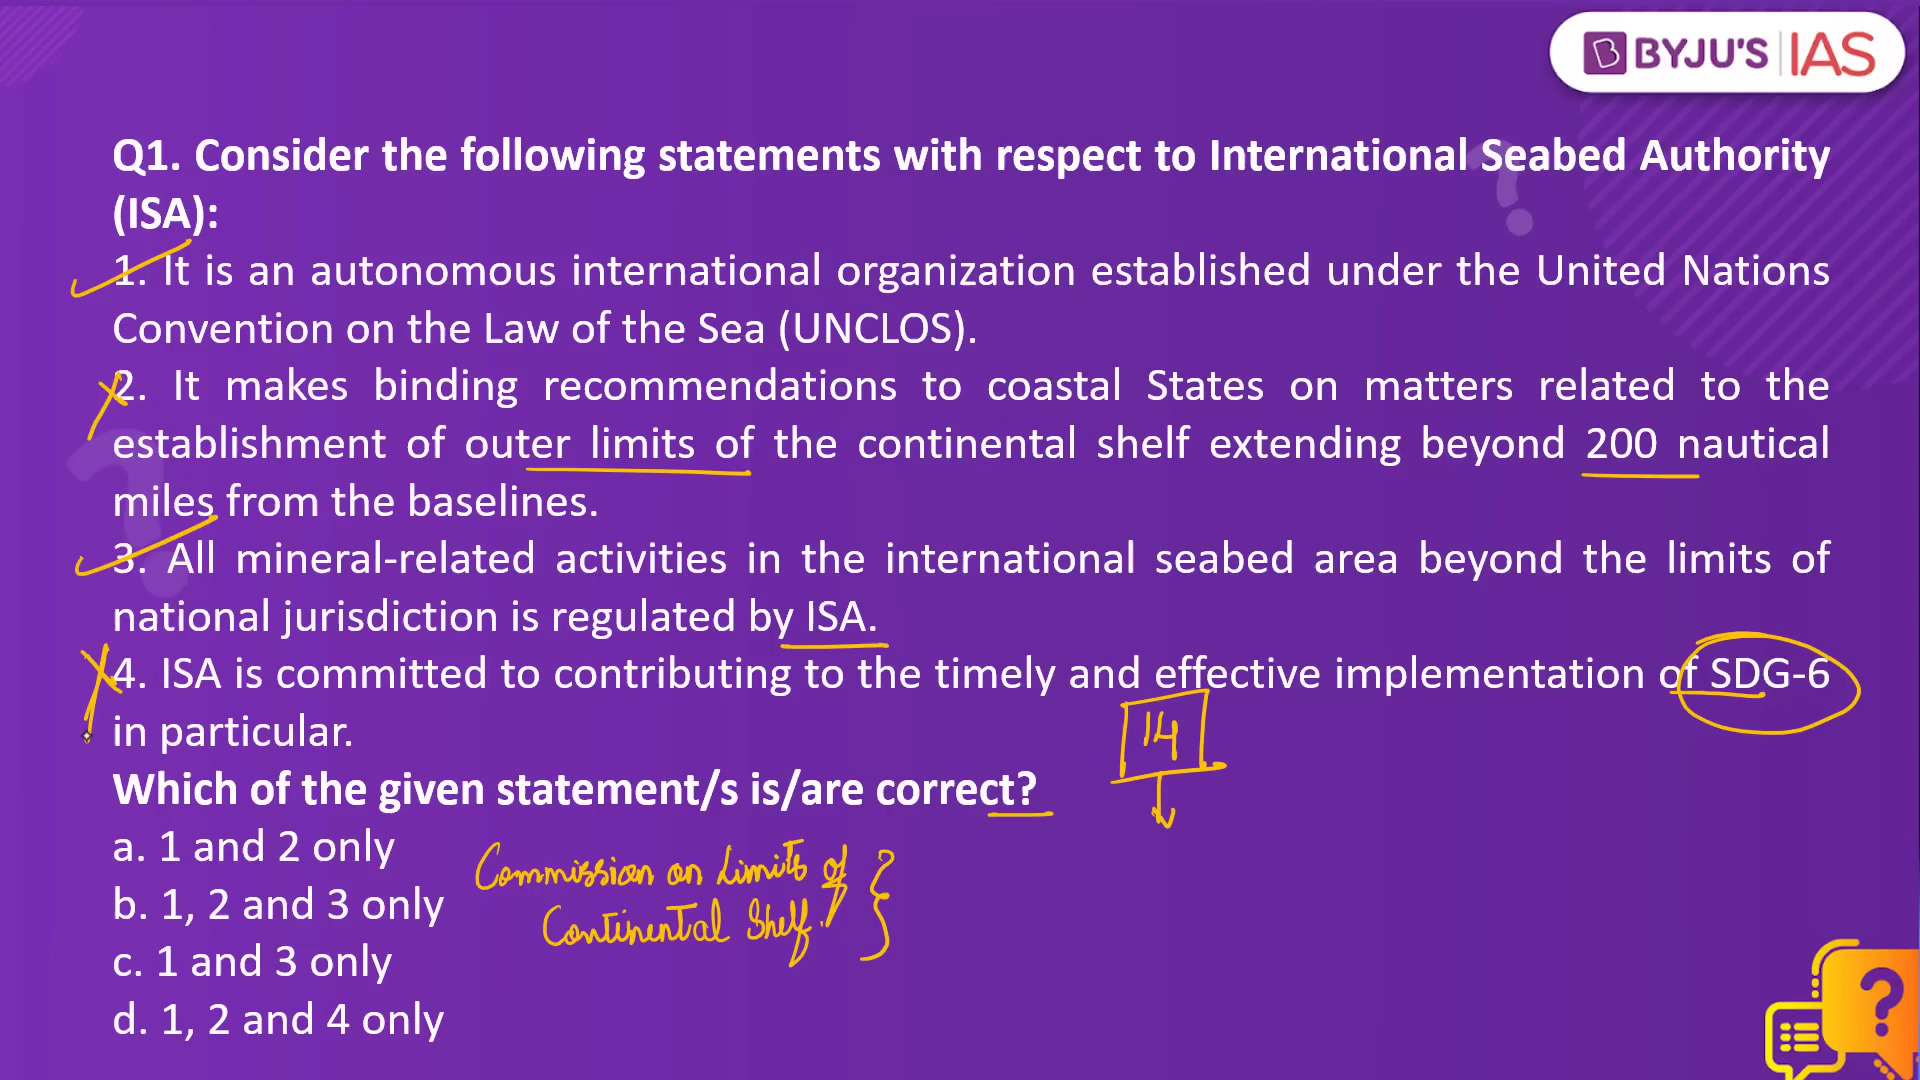 BYJU'S IAS
Q1. Consider the following statements with respect to International Seabed Authority
(ISA):
1. It is an autonomous international organization established under the United Nations
Convention on the Law of the Sea (UNCLOS).
2. It makes binding recommendations to coastal States on matters related to the
establishment of outer limits of the continental shelf extending beyond 200 nautical
miles from the baselines.
3. All mineral-related activities in the international seabed area beyond the limits of
national jurisdiction is regulated by ISA.
4. ISA is committed to contributing to the timely and effective implementation of SDG-6
in particular.
14
Which of the given statement/s is/are correct?
a. 1 and 2 only
b. 1, 2 and 3 only
c. 1 and 3 only
d. 1, 2 and 4 only
Commission on Limits of
Continental Shelf.